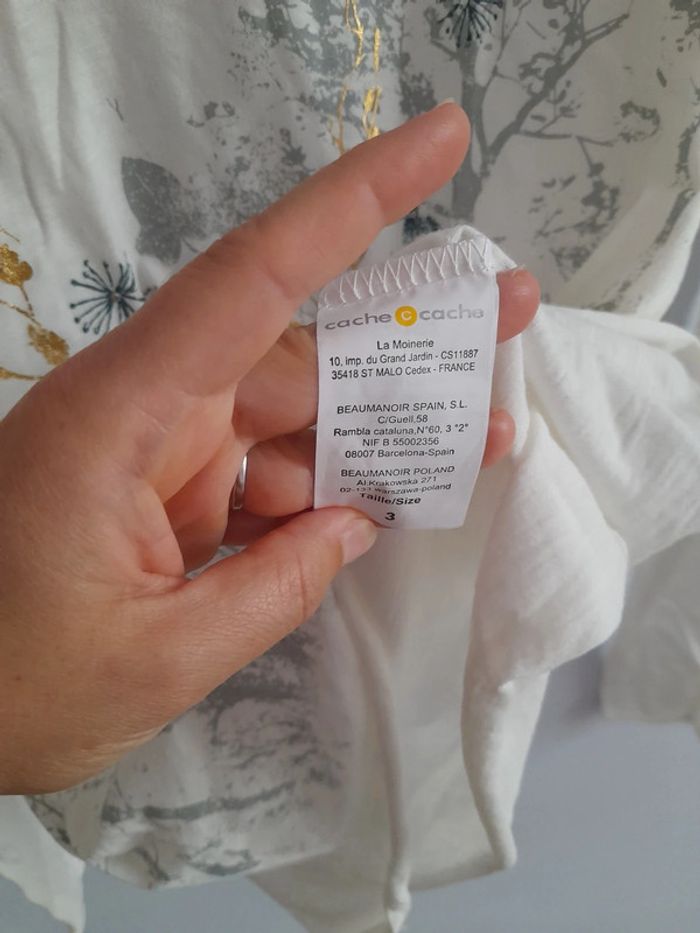 cache c cache
La Moinerie
10, imp. du Grand Jardin - CS11887
35418 ST MALO Cedex - FRANCE
BEAUMANOIR SPAIN, S.L.
C/Guell,58
Rambla cataluna,N°60, 3 "2"
NIF B 55002356
08007 Barcelona-Spain
BEAUMANOIR POLAND
Al.Krakowska 271
warszawa-poland
Taille/Size
3